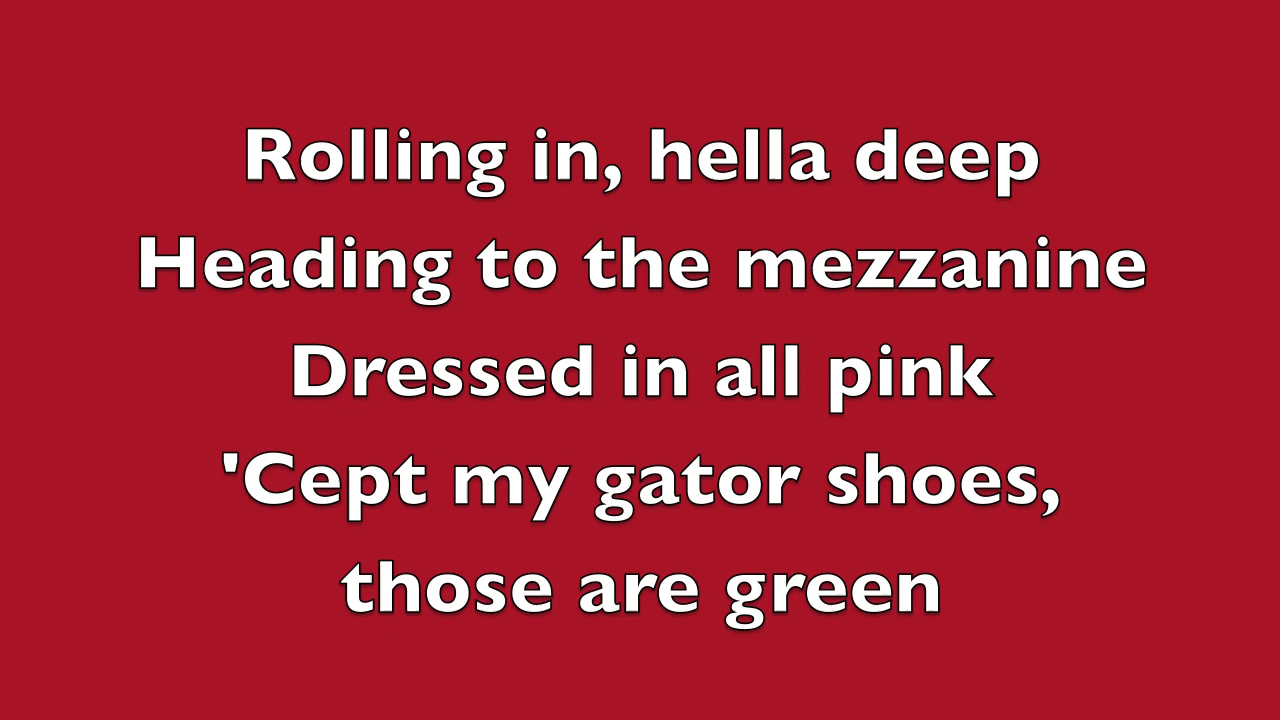 Rolling in, hella deep
Heading to the mezzanine
Dressed in all pink
'Cept my gator shoes,
those are green